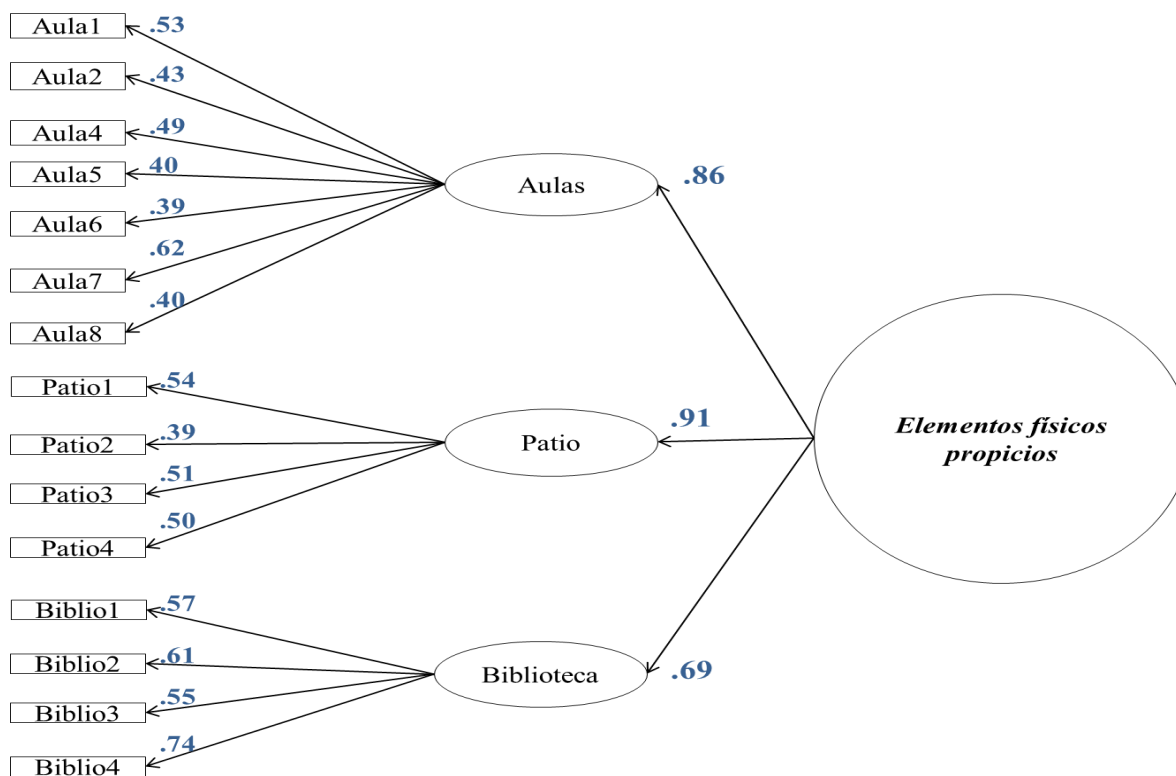 Aula1
.53
Aula2
.43
Aula4
.49
Aula5
40
Aula6
.39
Aula7
.62
Aula8
.40
Aulas
.86
Patio1
.54
Patio2
.39
Patio3
.51
Patio4
.50
Patio
.91
Elementos físicos
propicios
Biblio1
.57
Biblio2
.61
Biblio3
.55
Biblio4
.74
Biblioteca
.69